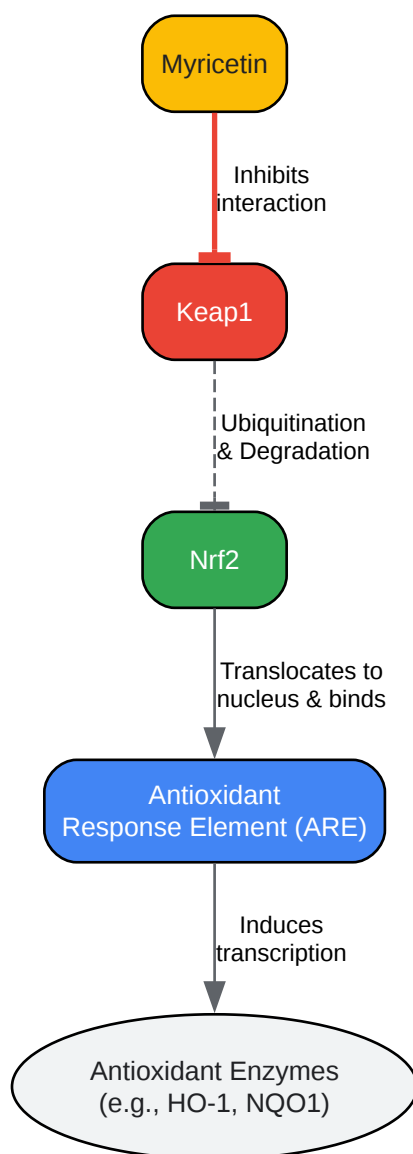 Myricetin
Inhibits
interaction
Keap1
Ubiquitination
& Degradation
Nrf2
Translocates to
nucleus & binds
Antioxidant
Response Element (ARE)
Induces
transcription
Antioxidant Enzymes
(e.g., HO-1, NQO1)